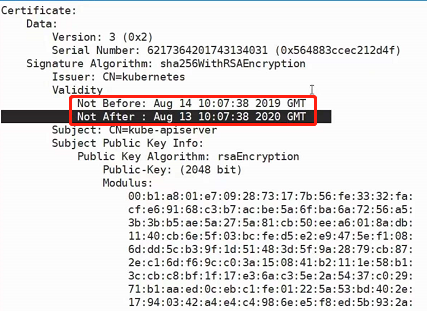 Certificate:
Data:
Version: 3 (0x2)
Serial Number: 6217364201743134031 (0x564883ccec212d4f)
Signature Algorithm: sha256WithRSAEncryption
Issuer: CN=kubernetes
Validity
Not Before: Aug 14 10:07:38 2019 GMT
Not After : Aug 13 10:07:38 2020 GMT
Subject: CN=kube-apiserver
Subject Public Key Info:
Public Key Algorithm: rsaEncryption
Public-Key: (2048 bit)
Modulus:
00:b1:a8:01:e7:09:28:73:17:7b:56:fe:33:32:fa:
cf:e6:91:68:c3:b7:ac:be:5a:6f:ba:6a:72:56:a5:
3b:3b:b5:ae:5a:27:5a:81:cb:50:ee:a6:01:8a:db:
11:40:cb:6e:5f:03:bc:fe:d5:e2:e9:47:5e:f1:08:
6d:dd:5c:b3:9f:1d:51:48:3d:5f:9a:28:79:cb:87:
2e:c1:6d:f6:9c:c0:3a:15:08:41:b2:11:1e:58:b1:
3c:cb:c8:bf:1f:17:e3:6a:c3:5e:2a:54:37:c0:29:
71:b1:aa:ed:0c:eb:c1:fe:01:22:5a:53:bd:40:2e:
17:94:03:42:a4:e4:c4:98:6e:e5:f8:ed:5b:93:2a: